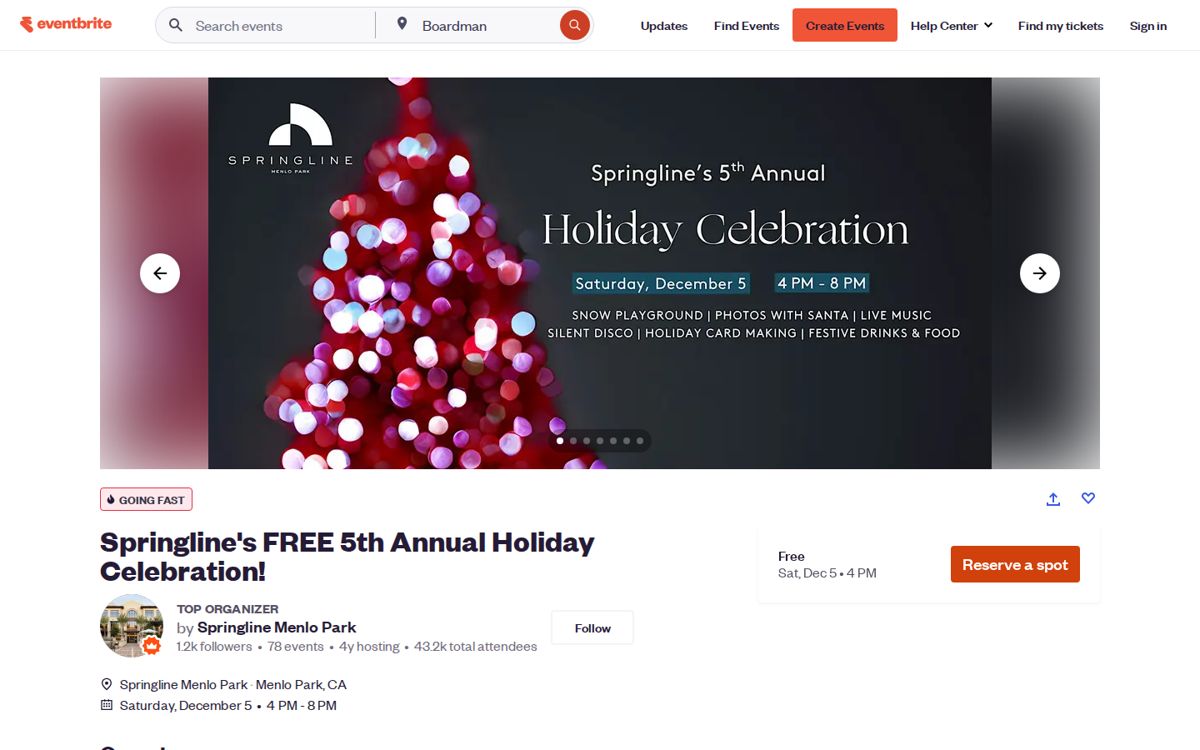 eventbrite
Search events
Boardman
Updates
Find Events
Create Events
Help Center
Find my tickets
Sign in
SPRINGLINE
MENLO PARK
Springline's 5th Annual
Holiday Celebration
Saturday, December 5 4 PM - 8 PM
SNOW PLAYGROUND | PHOTOS WITH SANTA | LIVE MUSIC
SILENT DISCO | HOLIDAY CARD MAKING | FESTIVE DRINKS & FOOD
GOING FAST
Springline's FREE 5th Annual Holiday
Celebration!
TOP ORGANIZER
by Springline Menlo Park
1.2k followers • 78 events • 4y hosting • 43.2k total attendees
Follow
Free
Sat, Dec 5 • 4 PM
Reserve a spot
Springline Menlo Park · Menlo Park, CA
Saturday, December 5 • 4 PM - 8 PM